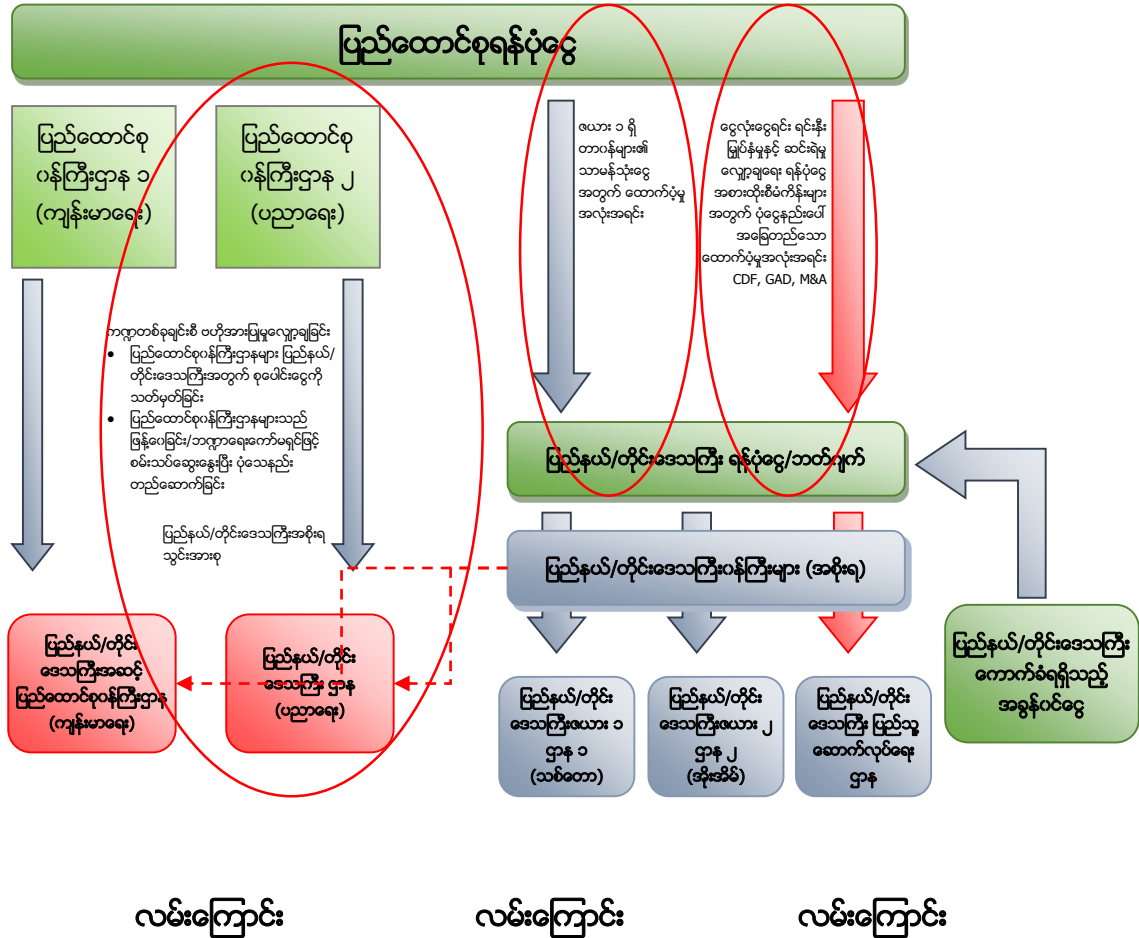 ပြည်ထောင်စုရန်ပုံငွေ
ပြည်ထောင်စု
ဝန်ကြီးဌာန ၁
(ကျန်းမာရေး)
ပြည်ထောင်စု
ဝန်ကြီးဌာန ၂
(ပညာရေး)
ဇယား ၁ ရှိ
တာဝန်များ၏
သာမန်သုံးငွေ
အတွက် ထောက်ပံ့မှု
အလုံးအရင်း
ငွေလုံးငွေရင်း ရင်းနှီး
မြှုပ်နှံမှုနှင့် ဆင်းရဲမှု
လျှော့ချရေး ရန်ပုံငွေ
အစားထိုးစီမံကိန်းများ
အတွက် ပုံသေနည်းပေါ်
အခြေတည်သော
ထောက်ပံ့မှုအလုံးအရင်း
CDF, GAD, M&A
ကဏ္ဍတစ်ခုချင်းစီ ဗဟိုအားပြုမှုလျှော့ချခြင်း
● ပြည်ထောင်စုဝန်ကြီးဌာနများ ပြည်နယ်/
တိုင်းဒေသကြီးအတွက် စုပေါင်းငွေကို
သတ်မှတ်ခြင်း
● ပြည်ထောင်စုဝန်ကြီးဌာနများသည်
ဖြန့်ဝေခြင်း/ဘဏ္ဍာရေးကော်မရှင်ဖြင့်
စမ်းသပ်ဆွေးနွေးပြီး ပုံသေနည်း
တည်ဆောက်ခြင်း
ပြည်နယ်/တိုင်းဒေသကြီးအစိုးရ
သွင်းအားစု
ပြည်နယ်/တိုင်းဒေသကြီး ရန်ပုံငွေ/ဘတ်ဂျက်
ပြည်နယ်/တိုင်းဒေသကြီးဝန်ကြီးများ (အစိုးရ)
ပြည်နယ်/တိုင်း
ဒေသကြီးအဆင့်
ပြည်ထောင်စုဝန်ကြီးဌာန
(ကျန်းမာရေး)
ပြည်နယ်/တိုင်း
ဒေသကြီး ဌာန
(ပညာရေး)
ပြည်နယ်/တိုင်း
ဒေသကြီးဇယား ၁
ဌာန ၁
(သစ်တော)
ပြည်နယ်/တိုင်း
ဒေသကြီးဇယား ၂
ဌာန ၂
(အိုးအိမ်)
ပြည်နယ်/တိုင်း
ဒေသကြီး ပြည်သူ့
ဆောက်လုပ်ရေး
ဌာန
ပြည်နယ်/တိုင်းဒေသကြီး
ကောက်ခံရရှိသည့်
အခွန်ဝင်ငွေ
လမ်းကြောင်း
လမ်းကြောင်း
လမ်းကြောင်း